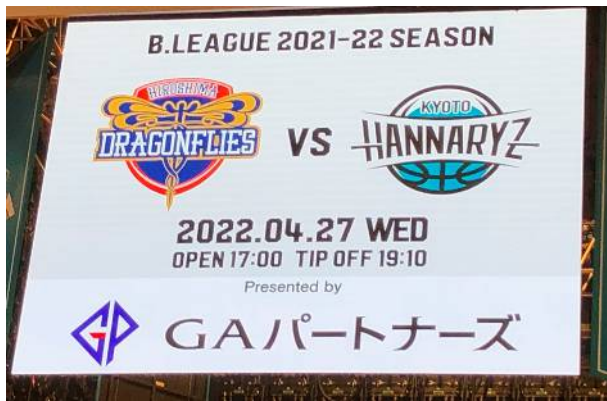 B.LEAGUE 2021-22 SEASON
HIROSHIMA
DRAGONFLIES
VS
KYOTO
HANNARYZ
2022.04.27 WED
OPEN 17:00 TIP OFF 19:10
Presented by
GP GAパートナーズ